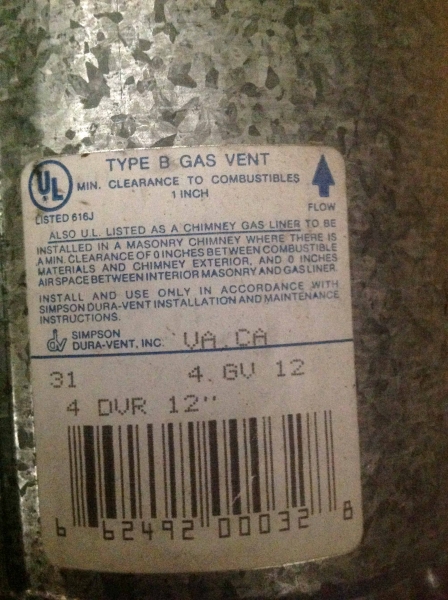 TYPE B GAS VENT
UL MIN. CLEARANCE TO COMBUSTIBLES
1 INCH
LISTED 616J
FLOW
ALSO U.L. LISTED AS A CHIMNEY GAS LINER TO BE
INSTALLED IN A MASONRY CHIMNEY WHERE THERE IS
A MIN. CLEARANCE OF 0 INCHES BETWEEN COMBUSTIBLE
MATERIALS AND CHIMNEY EXTERIOR, AND 0 INCHES
AIR SPACE BETWEEN INTERIOR MASONRY AND GAS LINER.
INSTALL AND USE ONLY IN ACCORDANCE WITH
SIMPSON DURA-VENT INSTALLATION AND MAINTENANCE
INSTRUCTIONS.
dv SIMPSON
DURA-VENT, INC. VA.CA
31 4 GV 12
4 DVR 12"
6 62492 00032 8